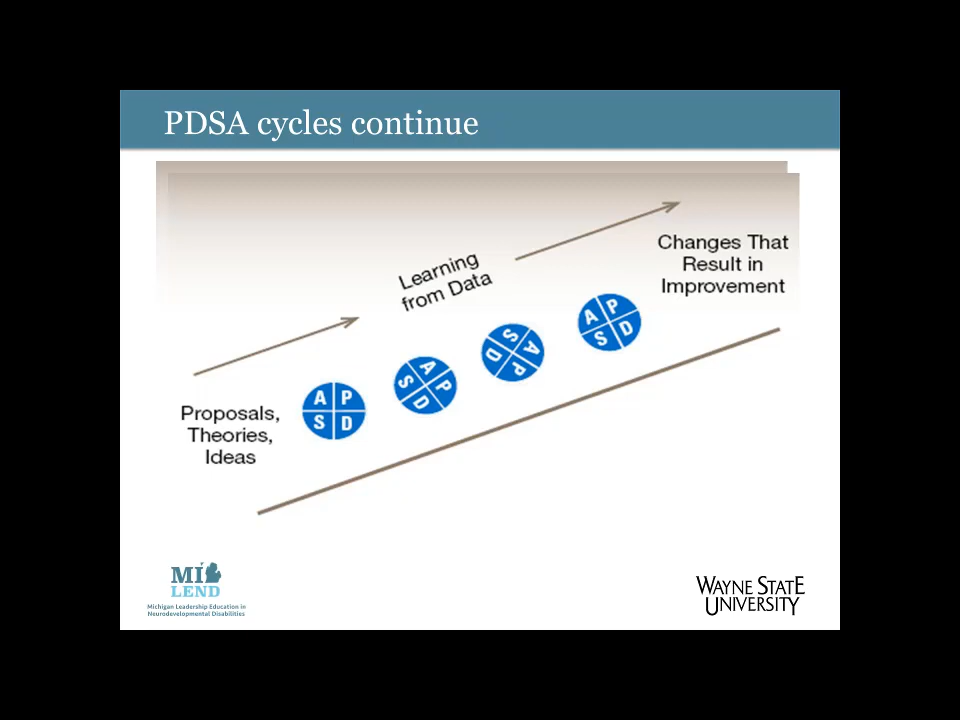 PDSA cycles continue
Changes That
Result in
Improvement
Learning
from Data
Proposals,
Theories,
Ideas
A P
S D
A P
S D
A P
S D
A P
S D
MI
LEND
Michigan Leadership Education in
Neurodevelopmental Disabilities
WAYNE STATE
UNIVERSITY